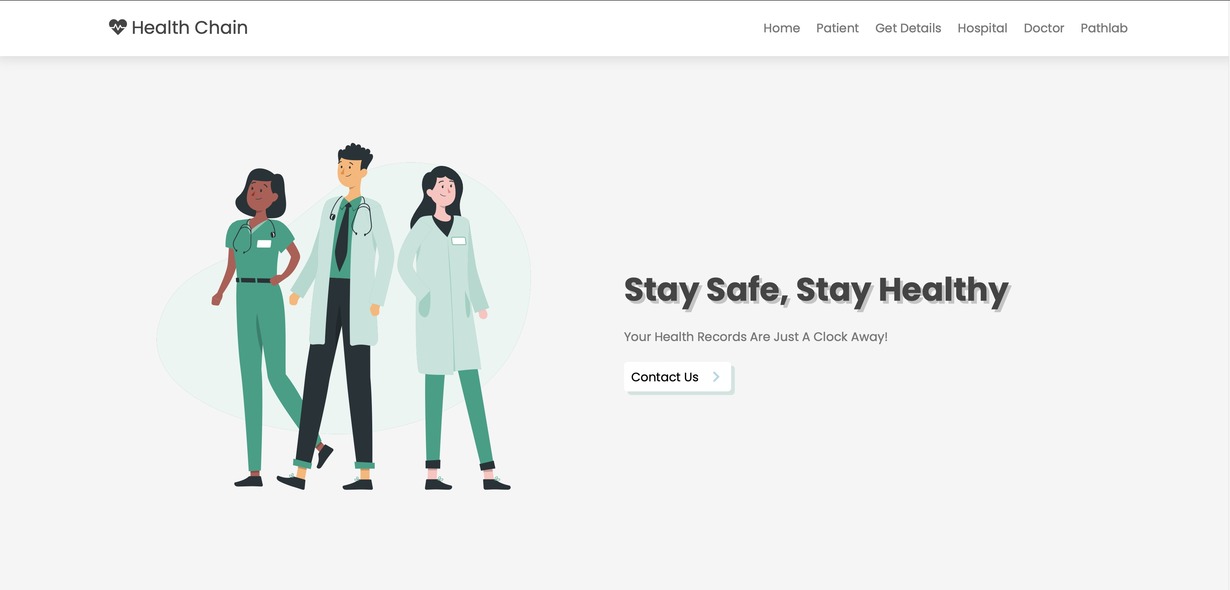 Health Chain
Home Patient Get Details Hospital Doctor Pathlab
Stay Safe, Stay Healthy
Your Health Records Are Just A Clock Away!
Contact Us